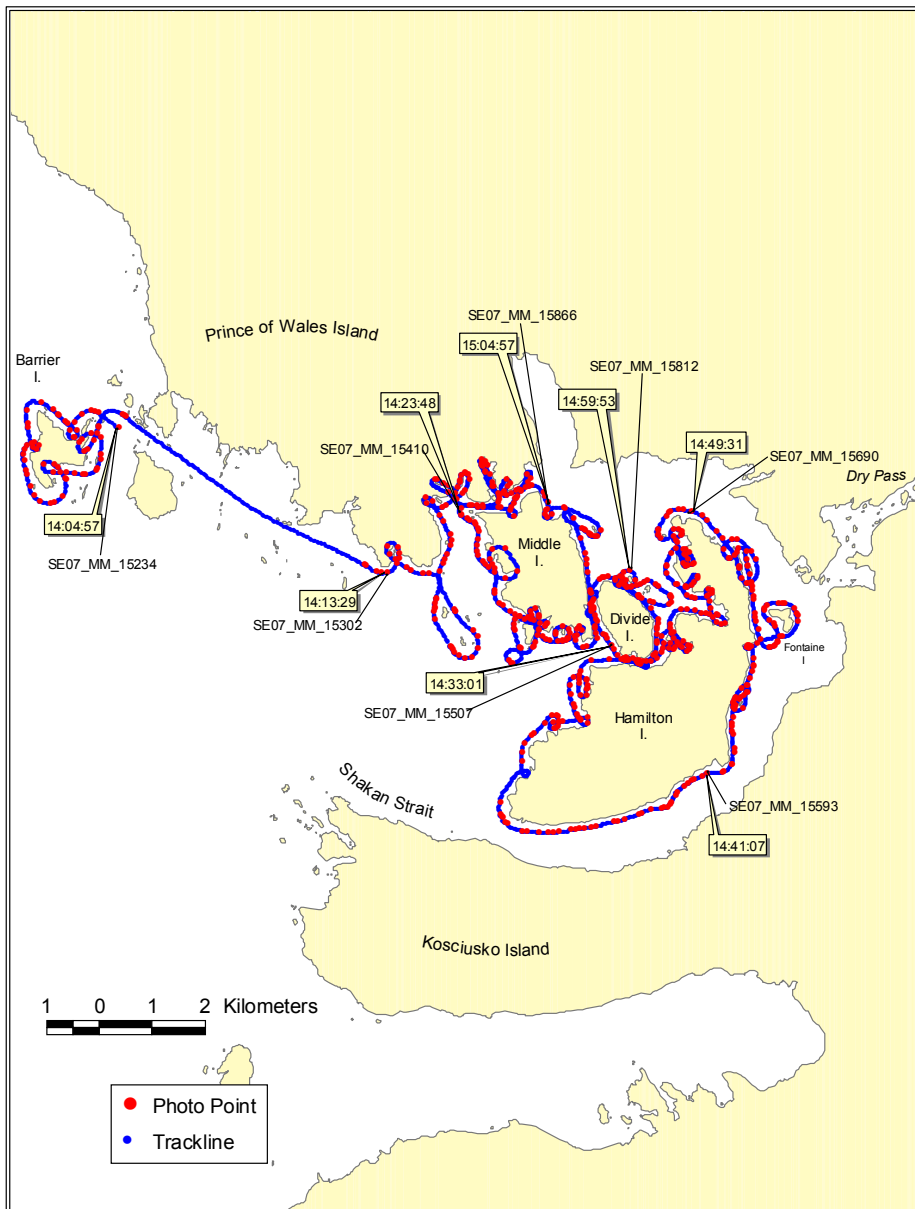 SE07_MM_15866
Prince of Wales Island
15:04:57
SE07_MM_15812
Barrier
I.
14:23:48
14:59:53
14:49:31
SE07_MM_15410
SE07_MM_15690
Dry Pass
14:04:57
Middle
I.
SE07_MM_15234
14:13:29
SE07_MM_15302
Divide
I.
Fontaine
I
14:33:01
SE07_MM_15507
Hamilton
I.
Shakan Strait
SE07_MM_15593
14:41:07
Kosciusko Island
1 0 1 2 Kilometers
Photo Point
Trackline